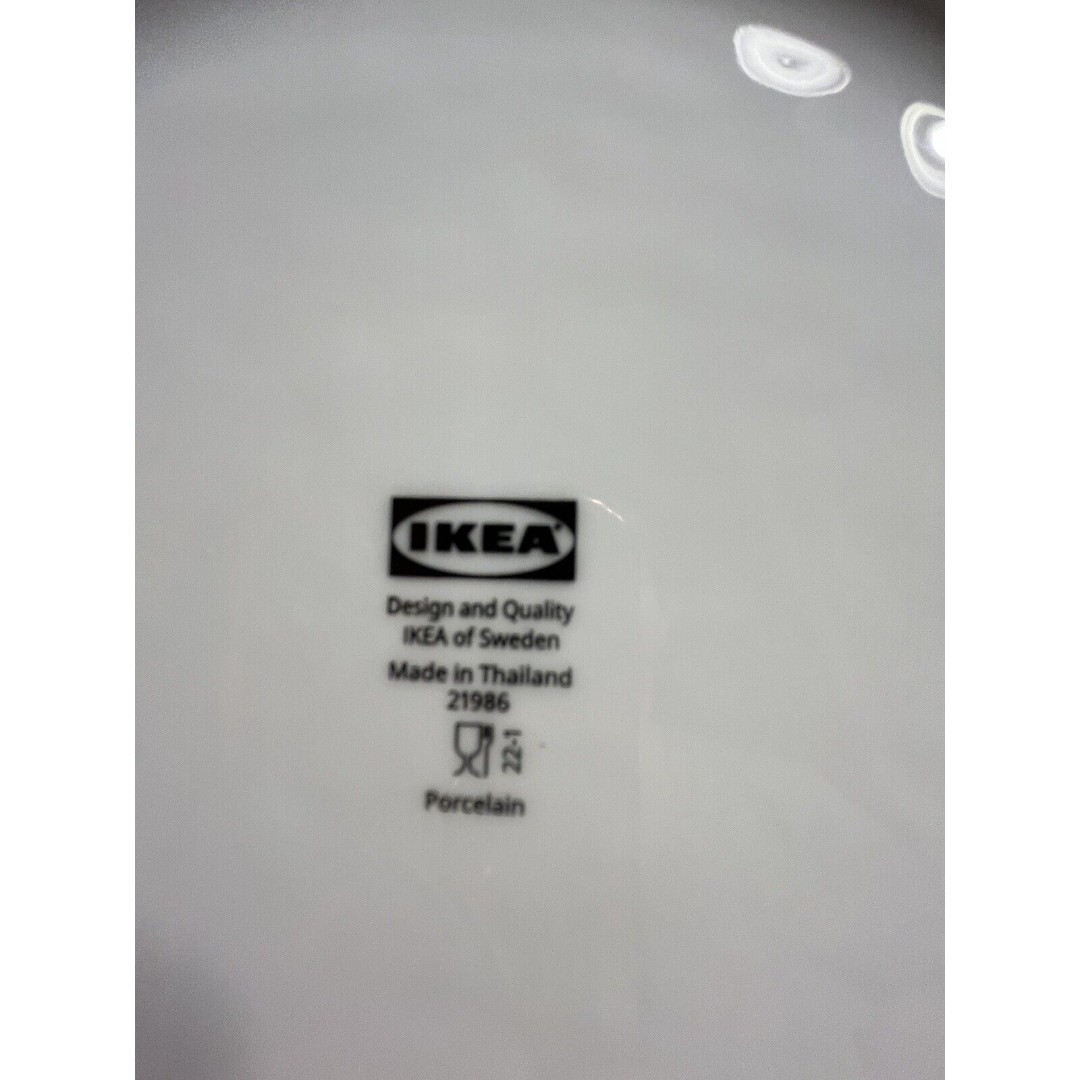 IKEA
Design and Quality
IKEA of Sweden
Made in Thailand
21986
22-1
Porcelain